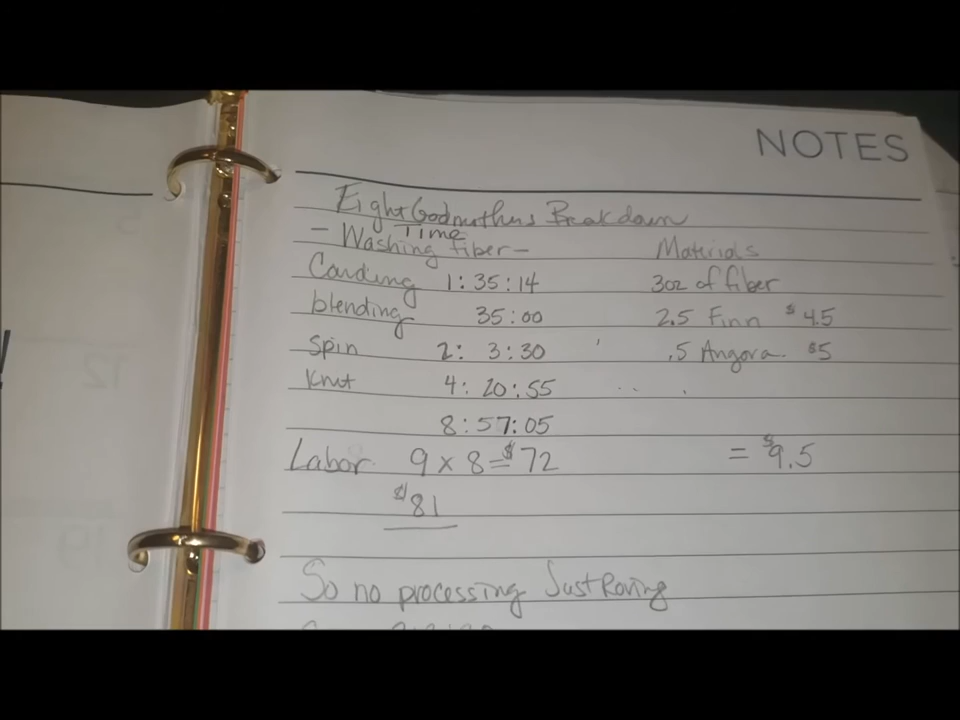 NOTES
Eight Godmuthers Breakdown
Time
- Washing fiber -
Materials
Carding 1:35:14 3oz of fiber
blending 35:00 2.5 Finn $4.5
Spin 2: 3:30 .5 Angora $5
Knit 4:20:55
8:57:05
Labor 9 x 8 = $72 = $9.5
$81
So no processing Just Roving